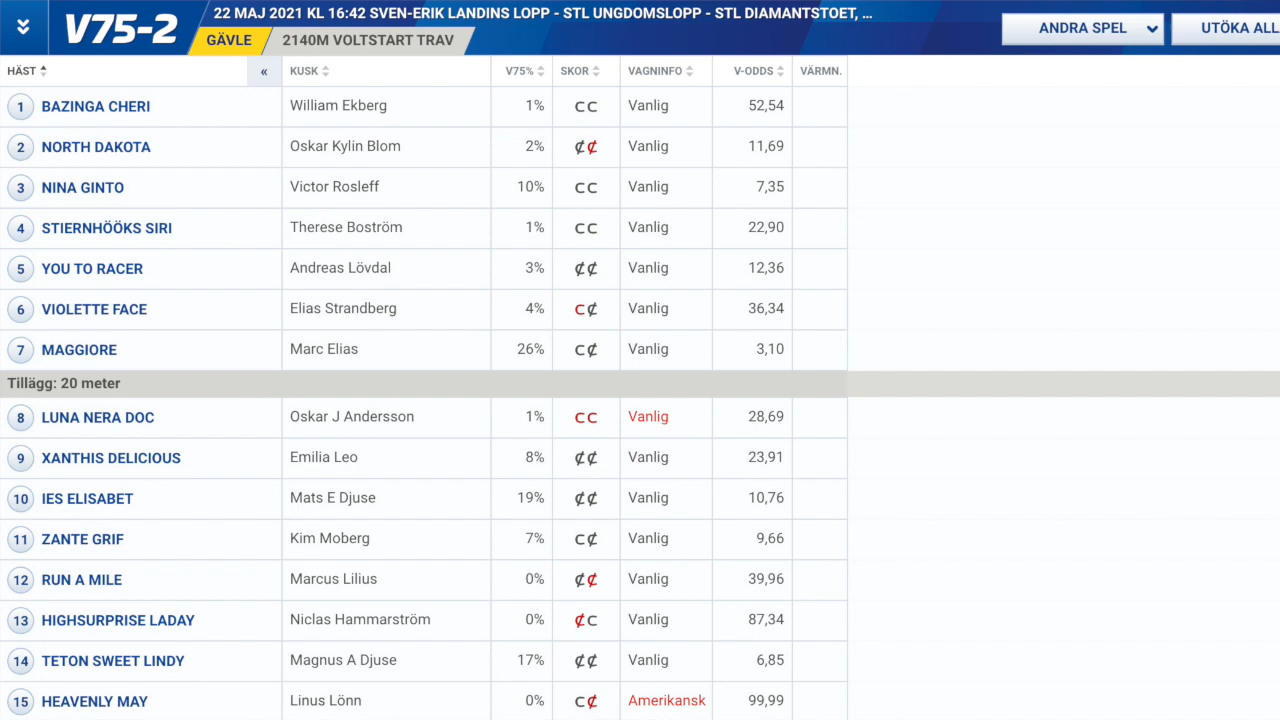 V75-2
22 MAJ 2021 KL 16:42 SVEN-ERIK LANDINS LOPP - STL UNGDOMSLOPP - STL DIAMANTSTOET, ...
GÄVLE 2140M VOLTSTART TRAV
ANDRA SPEL UTÖKA ALL
HÄST « KUSK V75% SKOR VAGNINFO V-ODDS VÄRMN.
1 BAZINGA CHERI William Ekberg 1% C C Vanlig 52,54
2 NORTH DAKOTA Oskar Kylin Blom 2% ₵ ₵ Vanlig 11,69
3 NINA GINTO Victor Rosleff 10% C C Vanlig 7,35
4 STIERNHÖÖKS SIRI Therese Boström 1% C C Vanlig 22,90
5 YOU TO RACER Andreas Lövdal 3% ₵ ₵ Vanlig 12,36
6 VIOLETTE FACE Elias Strandberg 4% C ₵ Vanlig 36,34
7 MAGGIORE Marc Elias 26% C ₵ Vanlig 3,10
Tillägg: 20 meter
8 LUNA NERA DOC Oskar J Andersson 1% C C Vanlig 28,69
9 XANTHIS DELICIOUS Emilia Leo 8% ₵ ₵ Vanlig 23,91
10 IES ELISABET Mats E Djuse 19% ₵ ₵ Vanlig 10,76
11 ZANTE GRIF Kim Moberg 7% C ₵ Vanlig 9,66
12 RUN A MILE Marcus Lilius 0% ₵ ₵ Vanlig 39,96
13 HIGHSURPRISE LADAY Niclas Hammarström 0% ₵ C Vanlig 87,34
14 TETON SWEET LINDY Magnus A Djuse 17% ₵ ₵ Vanlig 6,85
15 HEAVENLY MAY Linus Lönn 0% C ₵ Amerikansk 99,99